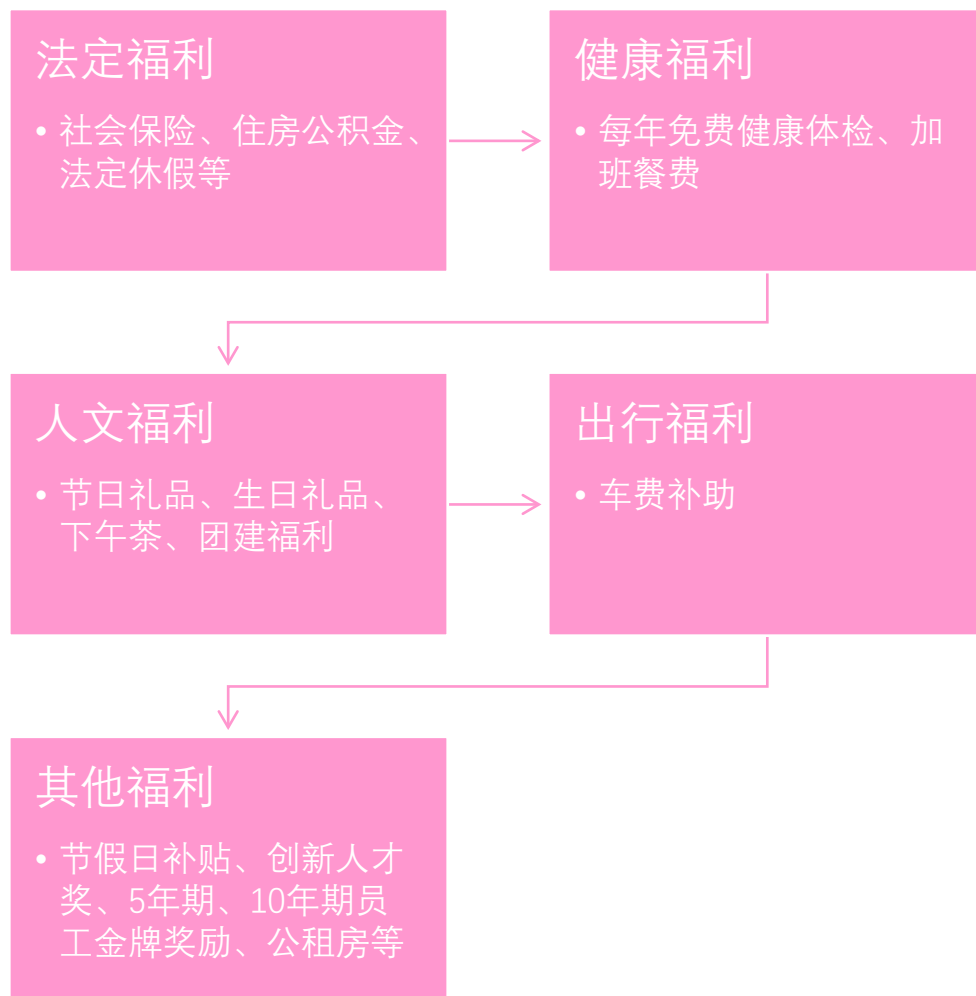 法定福利
• 社会保险、住房公积金、
法定休假等
健康福利
• 每年免费健康体检、加
班餐费
人文福利
• 节日礼品、生日礼品、
下午茶、团建福利
出行福利
• 车费补助
其他福利
• 节假日补贴、创新人才
奖、5年期、10年期员
工金牌奖励、公租房等